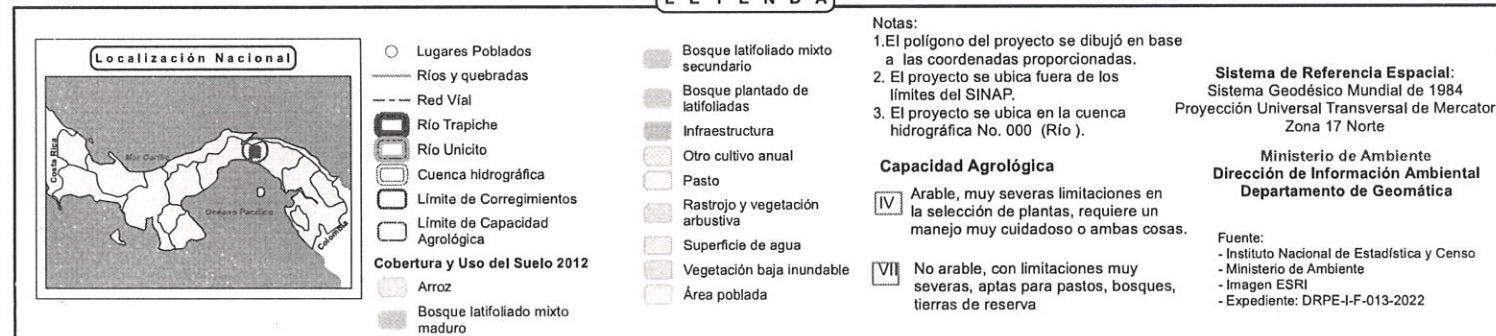 LEYENDA
Localización Nacional
Costa Rica
Mar Caribe
Océano Pacífico
Colombia
Lugares Poblados
Ríos y quebradas
Red Víal
Río Trapiche
Río Unicito
Cuenca hidrográfica
Límite de Corregimientos
Límite de Capacidad
Agrológica
Cobertura y Uso del Suelo 2012
Arroz
Bosque latifoliado mixto
maduro
Bosque latifoliado mixto
secundario
Bosque plantado de
latifoliadas
Infraestructura
Otro cultivo anual
Pasto
Rastrojo y vegetación
arbustiva
Superficie de agua
Vegetación baja inundable
Área poblada
Notas:
1.El polígono del proyecto se dibujó en base
a las coordenadas proporcionadas.
2. El proyecto se ubica fuera de los
límites del SINAP.
3. El proyecto se ubica en la cuenca
hidrográfica No. 000 (Río ).
Capacidad Agrológica
IV Arable, muy severas limitaciones en
la selección de plantas, requiere un
manejo muy cuidadoso o ambas cosas.
VII No arable, con limitaciones muy
severas, aptas para pastos, bosques,
tierras de reserva
Sistema de Referencia Espacial:
Sistema Geodésico Mundial de 1984
Proyección Universal Transversal de Mercator
Zona 17 Norte
Ministerio de Ambiente
Dirección de Información Ambiental
Departamento de Geomática
Fuente:
- Instituto Nacional de Estadística y Censo
- Ministerio de Ambiente
- Imagen ESRI
- Expediente: DRPE-I-F-013-2022